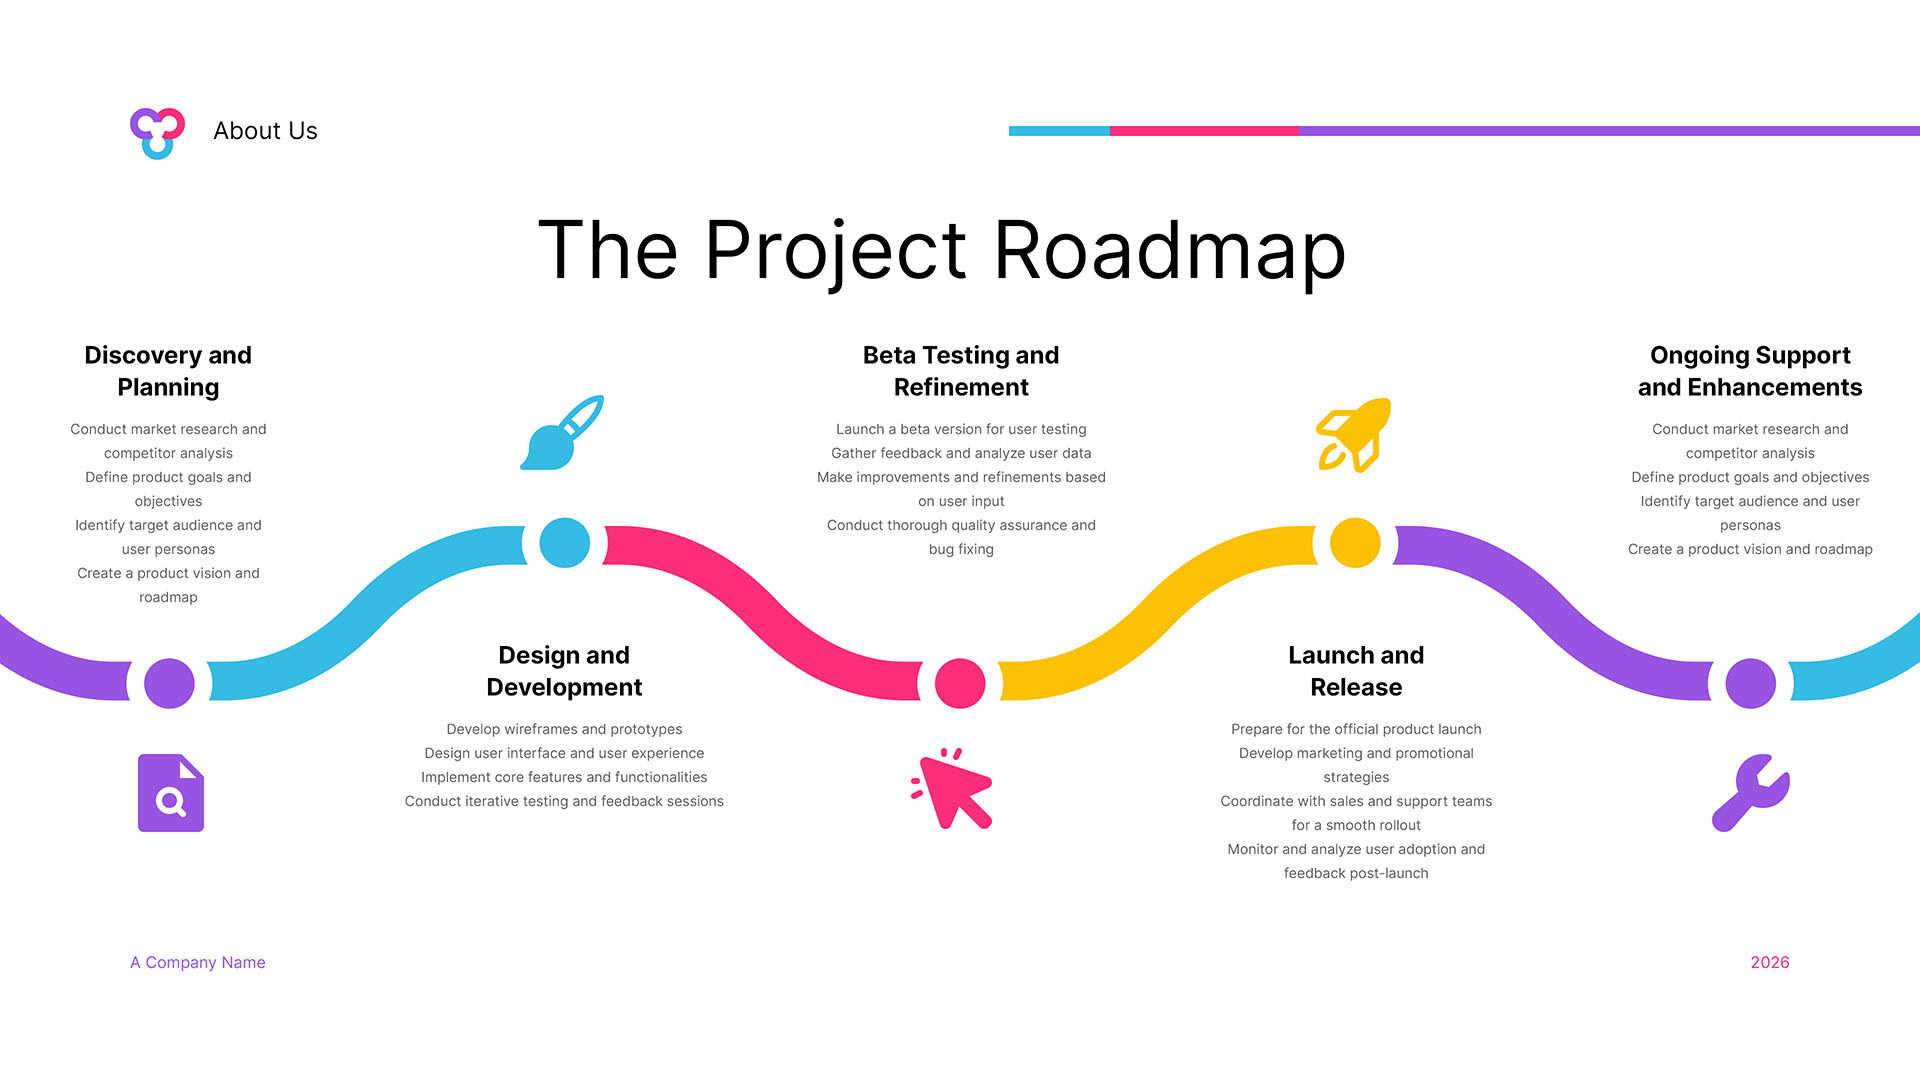 About Us
The Project Roadmap
Discovery and
Planning
Conduct market research and
competitor analysis
Define product goals and
objectives
Identify target audience and
user personas
Create a product vision and
roadmap
Design and
Development
Develop wireframes and prototypes
Design user interface and user experience
Implement core features and functionalities
Conduct iterative testing and feedback sessions
Beta Testing and
Refinement
Launch a beta version for user testing
Gather feedback and analyze user data
Make improvements and refinements based
on user input
Conduct thorough quality assurance and
bug fixing
Launch and
Release
Prepare for the official product launch
Develop marketing and promotional
strategies
Coordinate with sales and support teams
for a smooth rollout
Monitor and analyze user adoption and
feedback post-launch
Ongoing Support
and Enhancements
Conduct market research and
competitor analysis
Define product goals and objectives
Identify target audience and user
personas
Create a product vision and roadmap
A Company Name
2026